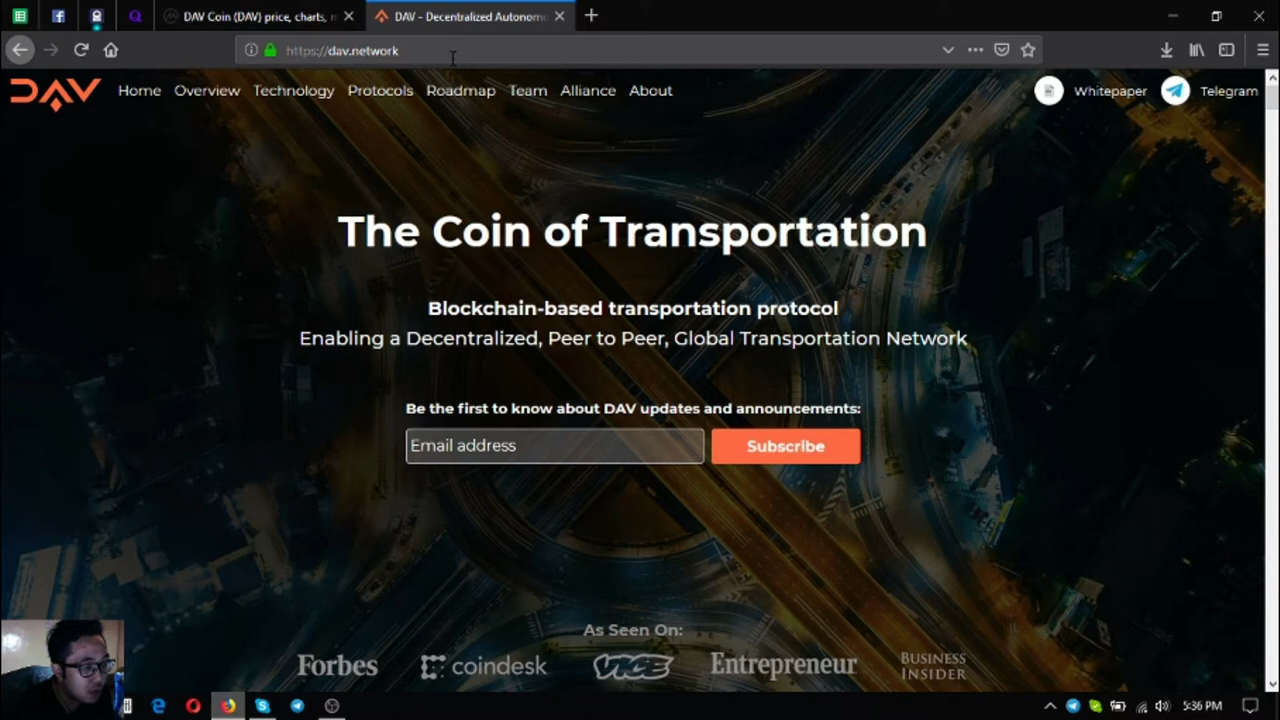 DAV Coin (DAV) price, charts, m
DAV - Decentralized Autonomo
https://dav.network
DAV
Home
Overview
Technology
Protocols
Roadmap
Team
Alliance
About
Whitepaper
Telegram
The Coin of Transportation
Blockchain-based transportation protocol
Enabling a Decentralized, Peer to Peer, Global Transportation Network
Be the first to know about DAV updates and announcements:
Email address
Subscribe
As Seen On:
Forbes
coindesk
VICE
Entrepreneur
BUSINESS
INSIDER
5:36 PM